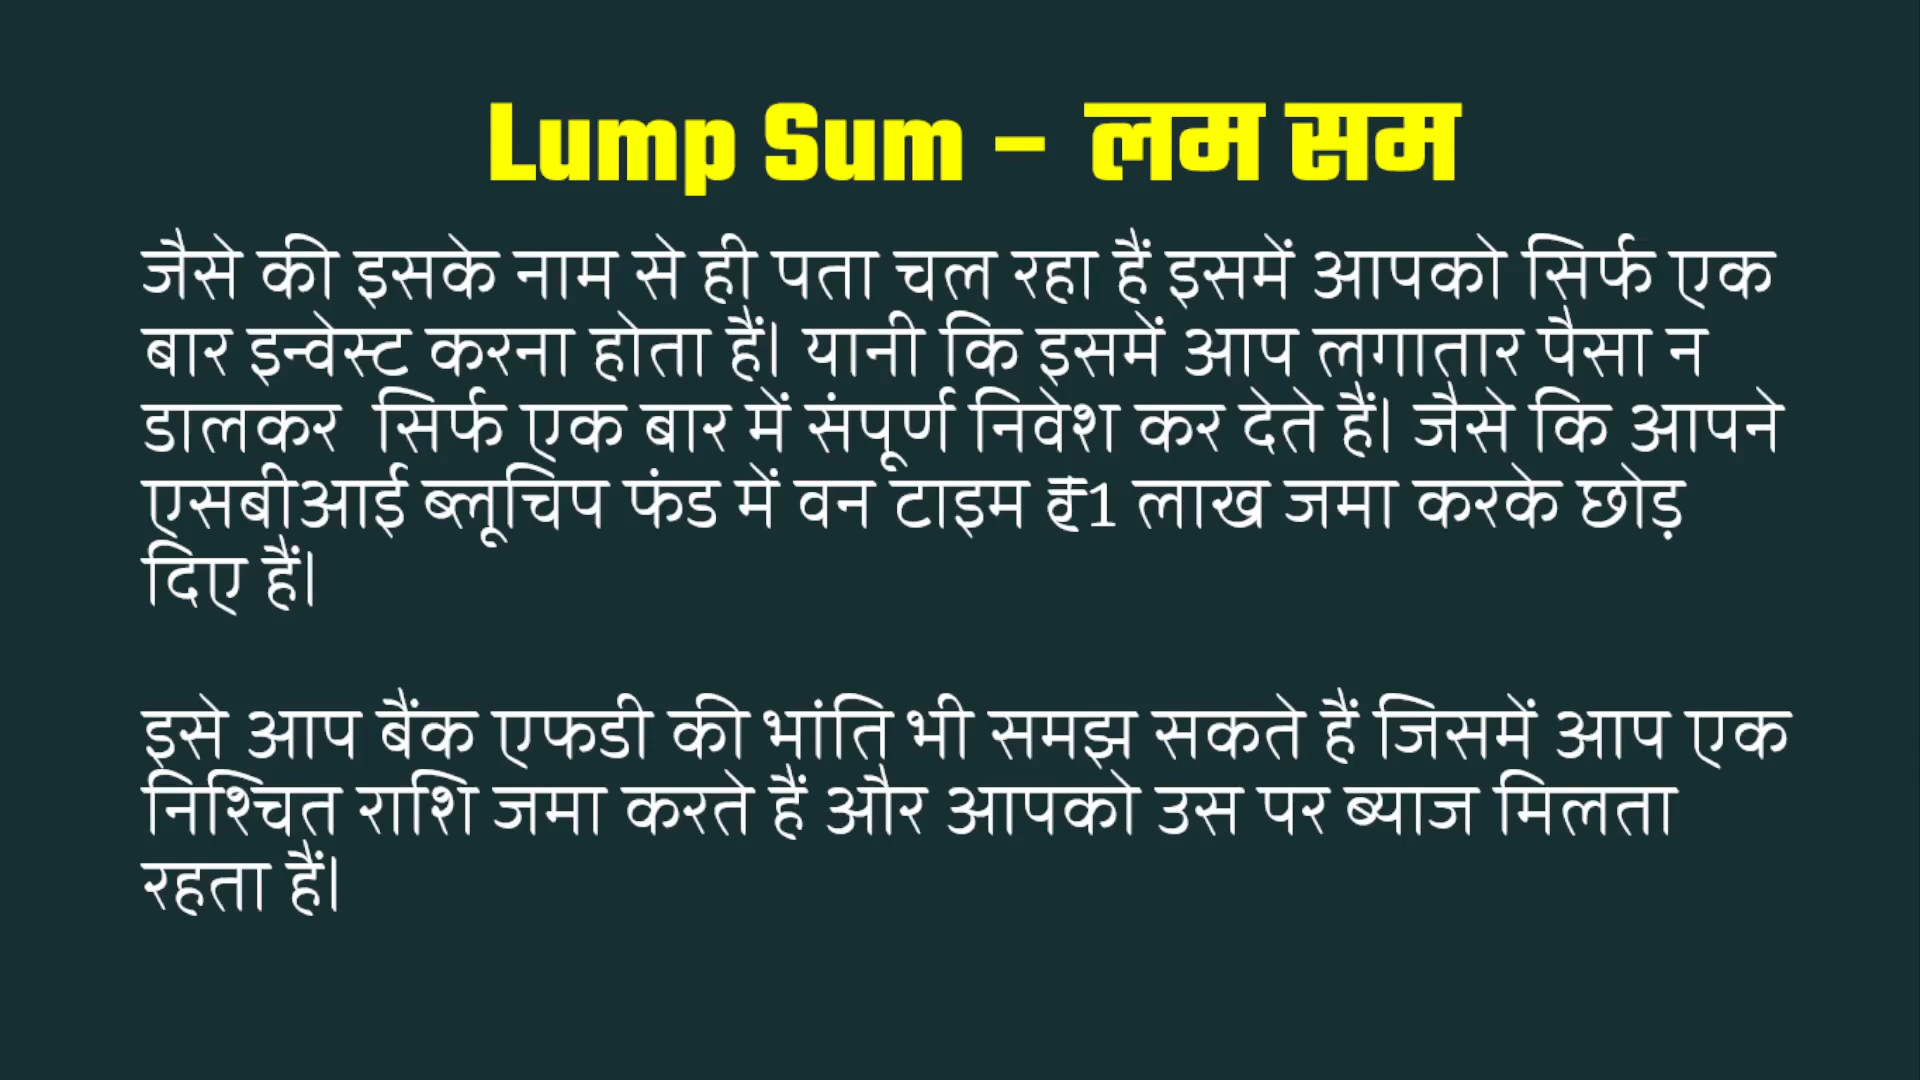 Lump Sum – लम सम
जैसे की इसके नाम से ही पता चल रहा हैं इसमें आपको सिर्फ एक
बार इन्वेस्ट करना होता हैं। यानी कि इसमें आप लगातार पैसा न
डालकर  सिर्फ एक बार में संपूर्ण निवेश कर देते हैं। जैसे कि आपने
एसबीआई ब्लूचिप फंड में वन टाइम ₹1 लाख जमा करके छोड़
दिए हैं।
इसे आप बैंक एफडी की भांति भी समझ सकते हैं जिसमें आप एक
निश्चित राशि जमा करते हैं और आपको उस पर ब्याज मिलता
रहता हैं।